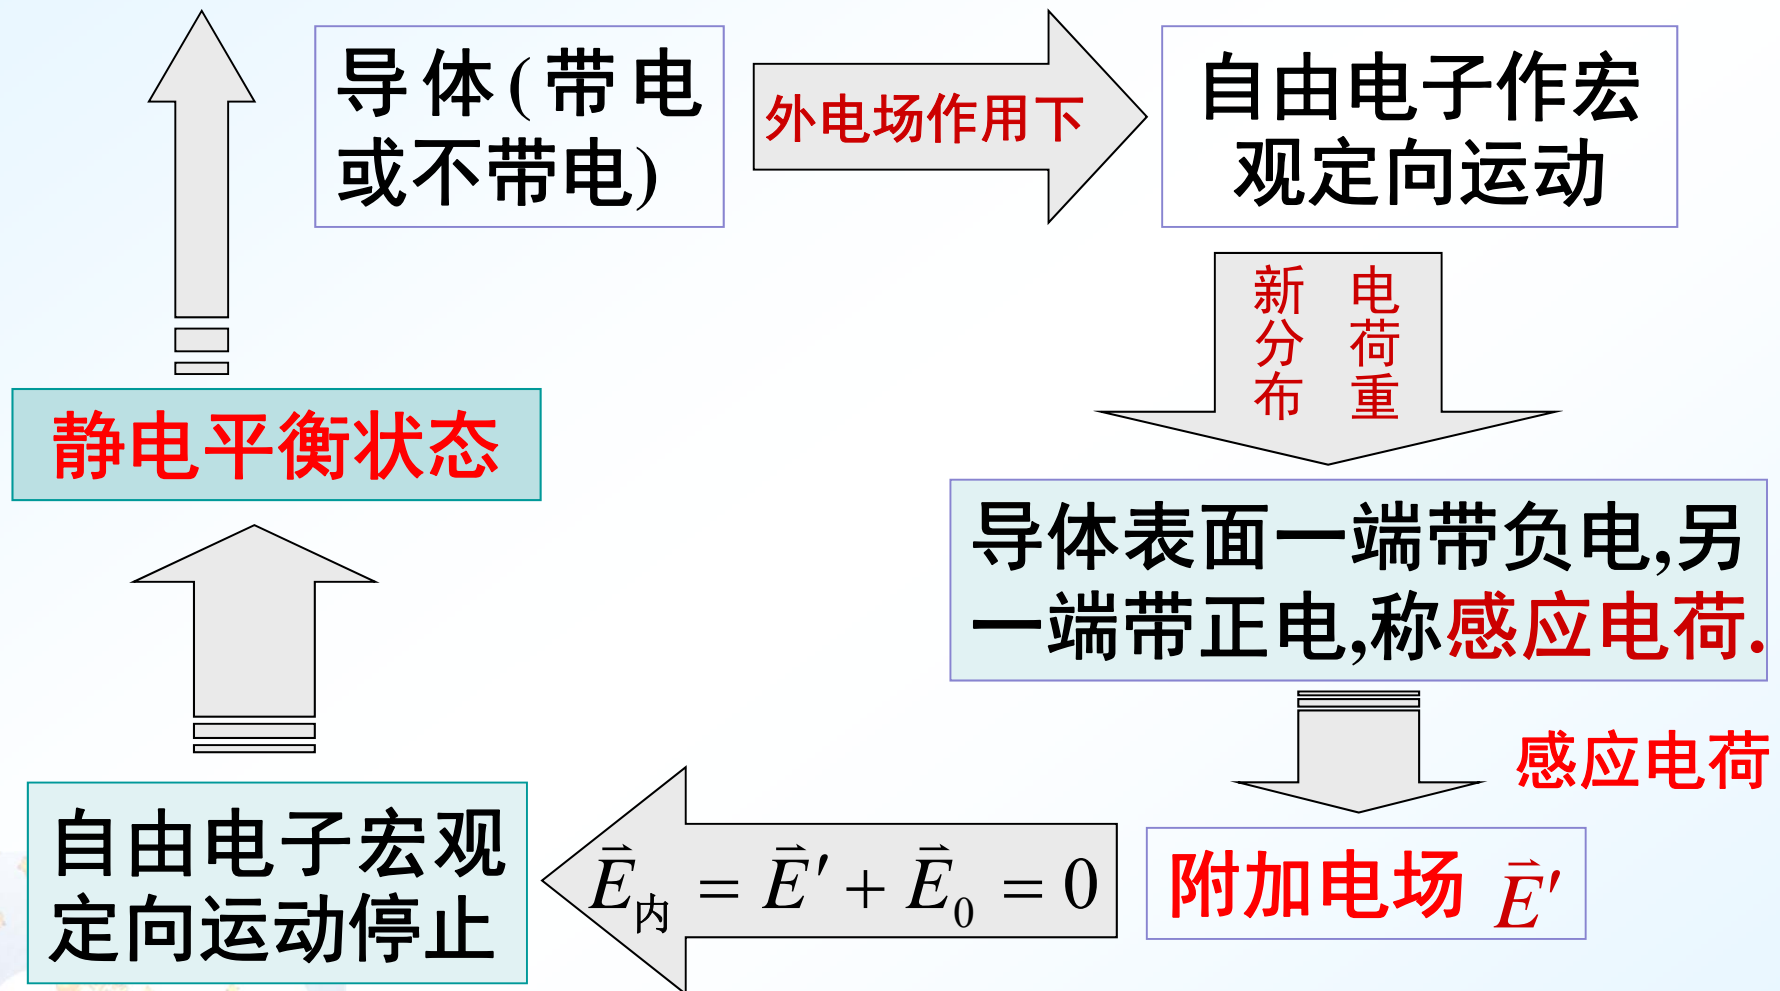 导体(带电
或不带电)
外电场作用下
自由电子作宏
观定向运动
电荷重
新分布
导体表面一端带负电,另
一端带正电,称感应电荷.
感应电荷
附加电场 E⃗′
E⃗内 = E⃗′ + E⃗0 = 0
自由电子宏观
定向运动停止
静电平衡状态